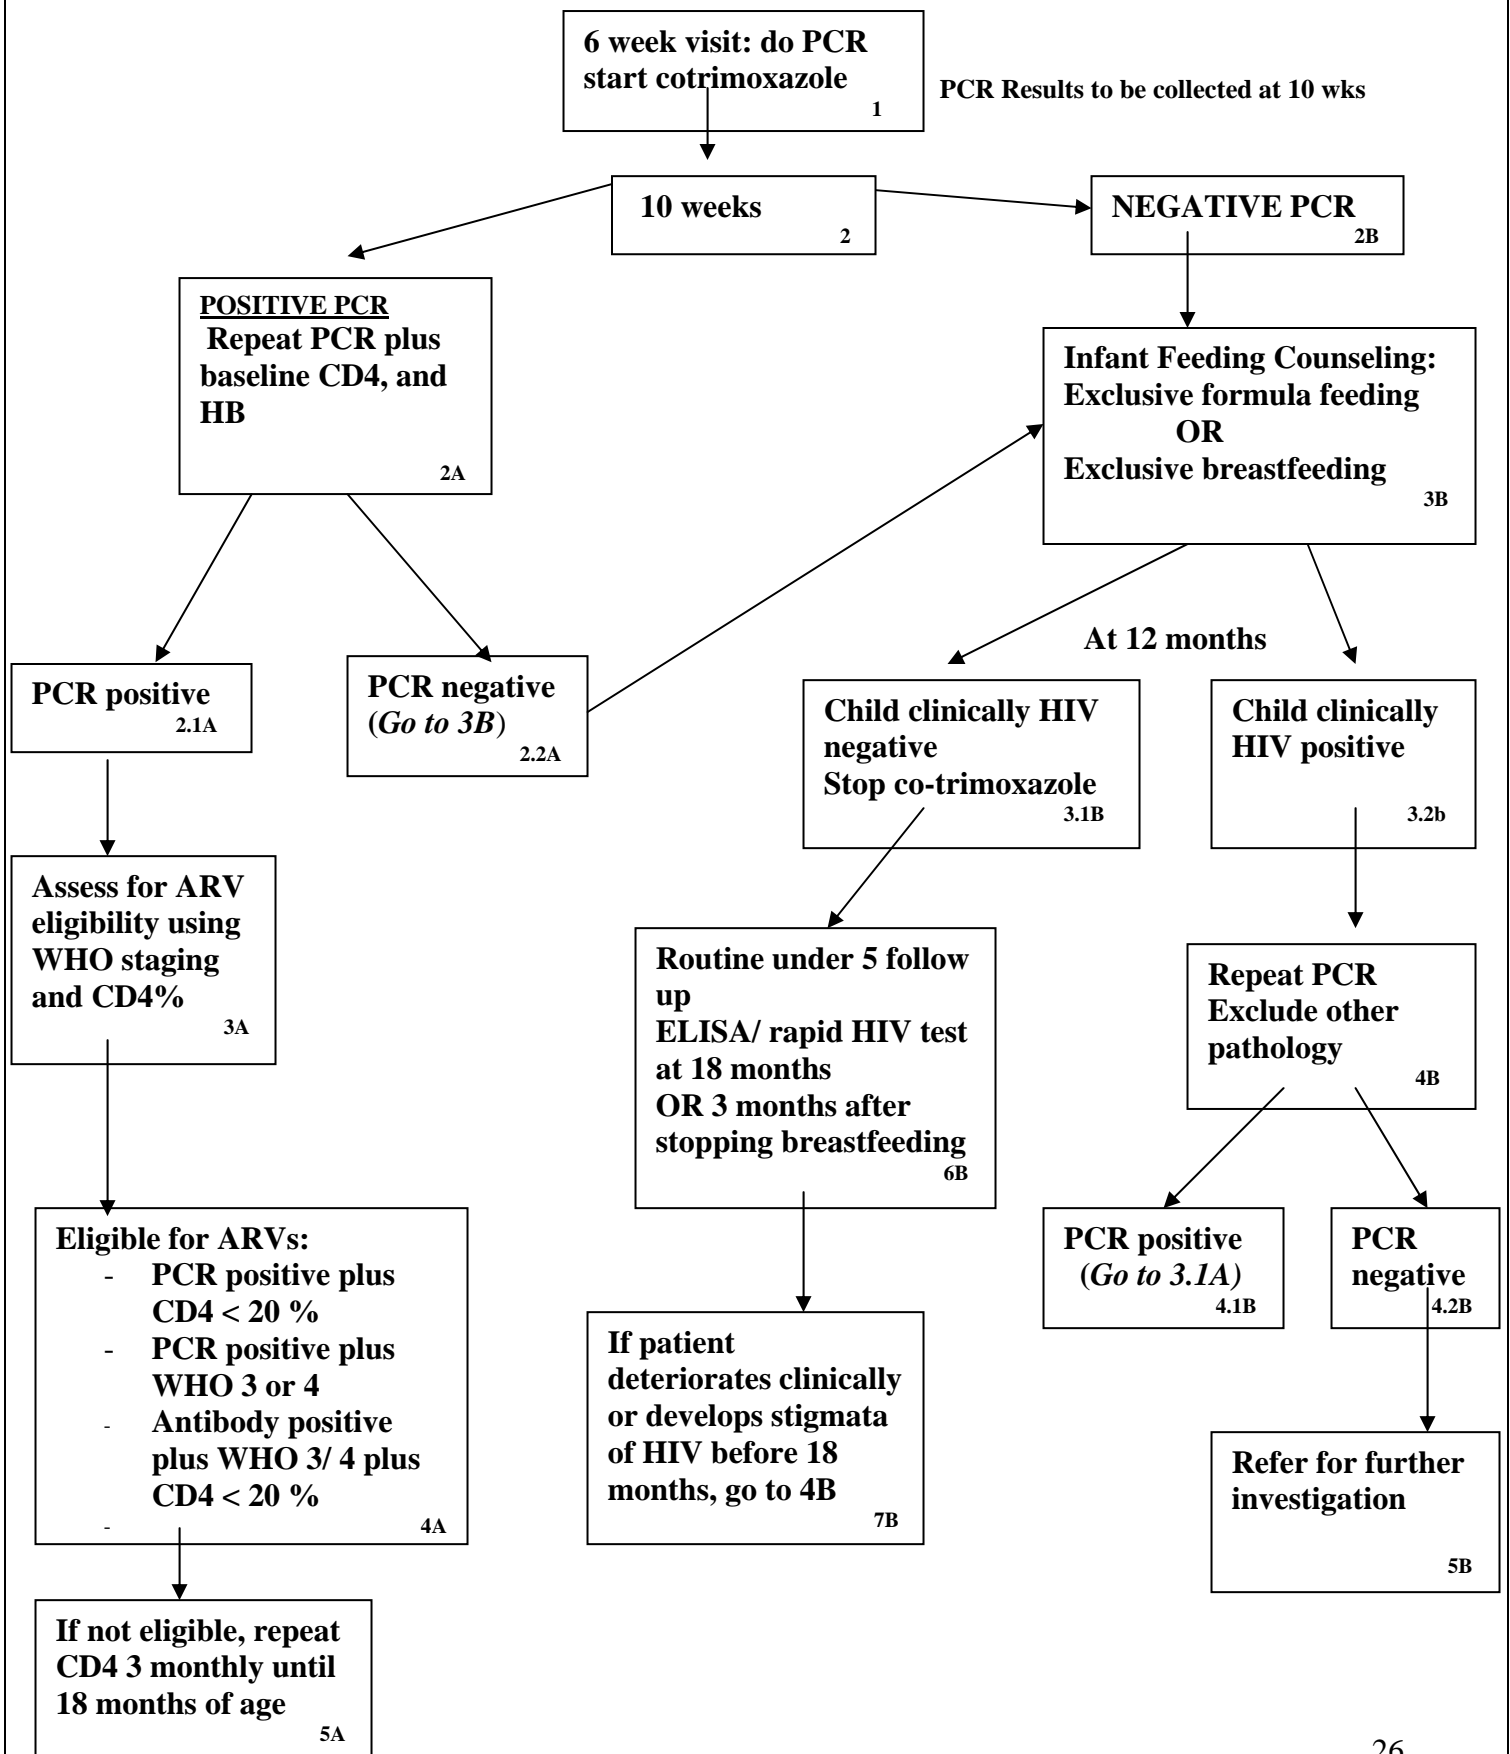 6 week visit: do PCR
start cotrimoxazole
1
PCR Results to be collected at 10 wks
10 weeks
2
NEGATIVE PCR
2B
POSITIVE PCR
Repeat PCR plus
baseline CD4, and
HB
2A
Infant Feeding Counseling:
Exclusive formula feeding
OR
Exclusive breastfeeding
3B
At 12 months
PCR positive
2.1A
PCR negative
(Go to 3B)
2.2A
Child clinically HIV
negative
Stop co-trimoxazole
3.1B
Child clinically
HIV positive
3.2b
Assess for ARV
eligibility using
WHO staging
and CD4%
3A
Routine under 5 follow
up
ELISA/ rapid HIV test
at 18 months
OR 3 months after
stopping breastfeeding
6B
Repeat PCR
Exclude other
pathology
4B
Eligible for ARVs:
- PCR positive plus
CD4 < 20 %
- PCR positive plus
WHO 3 or 4
- Antibody positive
plus WHO 3/ 4 plus
CD4 < 20 %
-
4A
PCR positive
(Go to 3.1A)
4.1B
PCR
negative
4.2B
If patient
deteriorates clinically
or develops stigmata
of HIV before 18
months, go to 4B
7B
Refer for further
investigation
5B
If not eligible, repeat
CD4 3 monthly until
18 months of age
5A
26